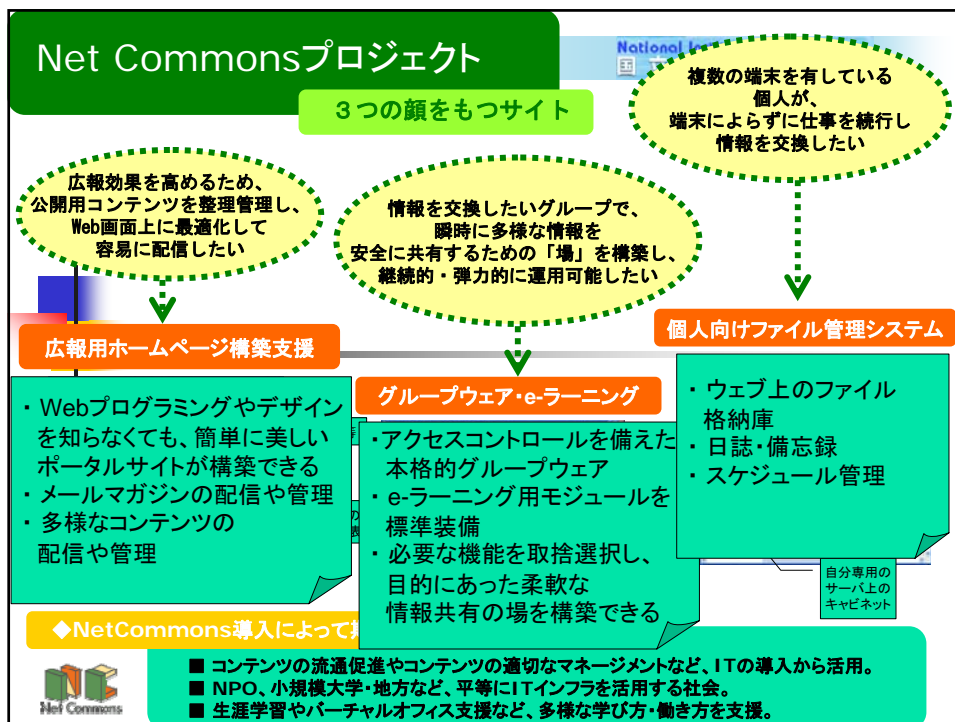 Net Commonsプロジェクト
National
国 立
3つの顔をもつサイト
複数の端末を有している
個人が、
端末によらずに仕事を続行し
情報を交換したい
広報効果を高めるため、
公開用コンテンツを整理管理し、
Web画面上に最適化して
容易に配信したい
情報を交換したいグループで、
瞬時に多様な情報を
安全に共有するための「場」を構築し、
継続的・弾力的に運用可能したい
広報用ホームページ構築支援
・ Webプログラミングやデザイン
を知らなくても、簡単に美しい
ポータルサイトが構築できる
・ メールマガジンの配信や管理
・ 多様なコンテンツの
配信や管理
グループウェア・e-ラーニング
・アクセスコントロールを備えた
本格的グループウェア
・ e-ラーニング用モジュールを
標準装備
・ 必要な機能を取捨選択し、
目的にあった柔軟な
情報共有の場を構築できる
個人向けファイル管理システム
・ ウェブ上のファイル
格納庫
・ 日誌・備忘録
・ スケジュール管理
自分専用の
サーバ上の
キャビネット
◆NetCommons導入によって
■ コンテンツの流通促進やコンテンツの適切なマネージメントなど、ITの導入から活用。
■ NPO、小規模大学・地方など、平等にITインフラを活用する社会。
■ 生涯学習やバーチャルオフィス支援など、多様な学び方・働き方を支援。
Net Commons